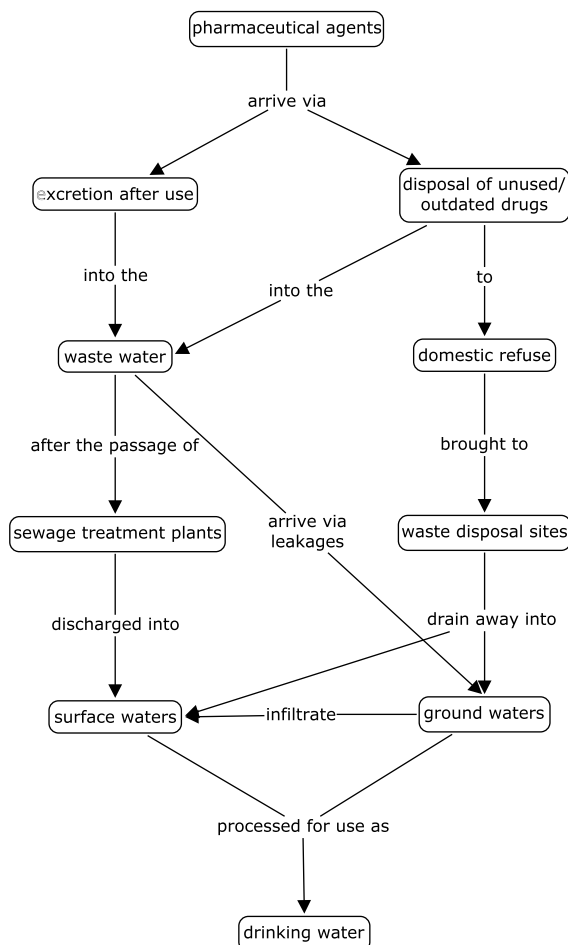 pharmaceutical agents
arrive via
excretion after use
disposal of unused/
outdated drugs
into the
into the
to
waste water
domestic refuse
after the passage of
brought to
sewage treatment plants
arrive via
leakages
waste disposal sites
discharged into
drain away into
surface waters
infiltrate
ground waters
processed for use as
drinking water